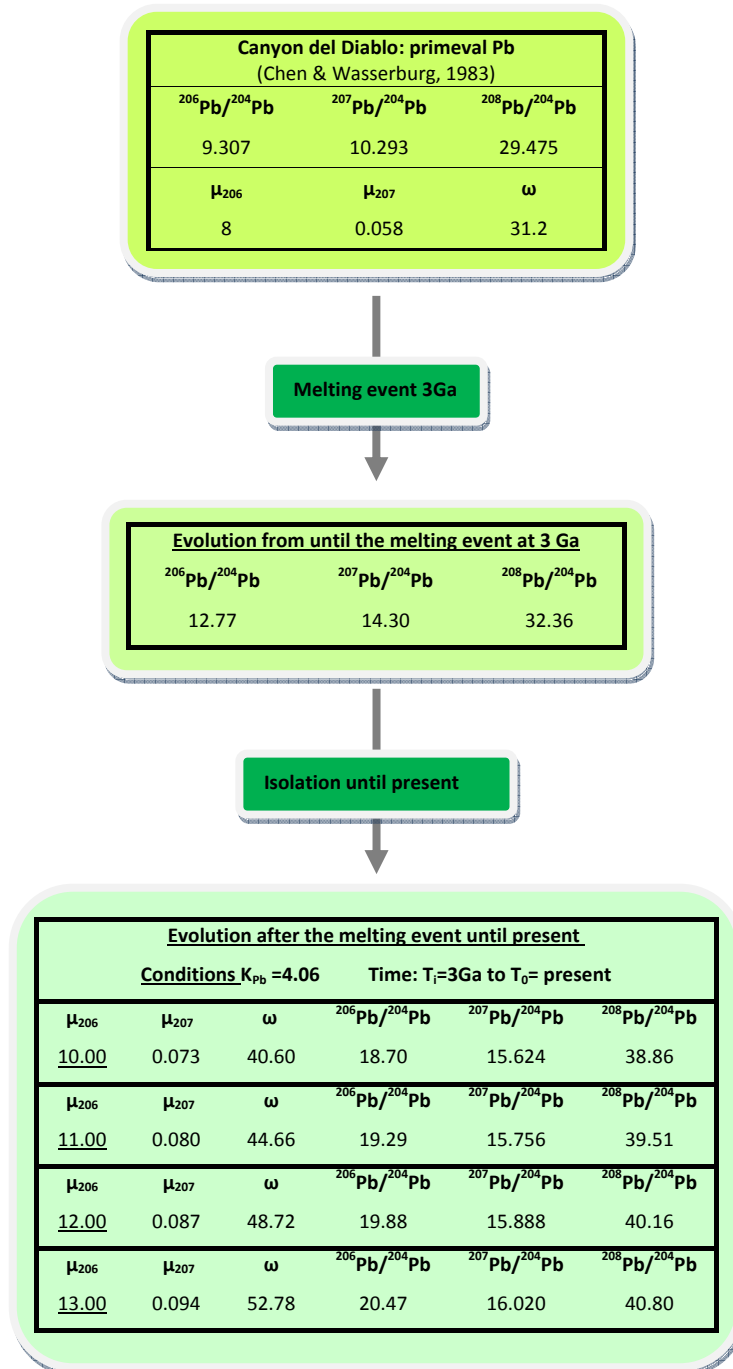 Canyon del Diablo: primeval Pb
(Chen & Wasserburg, 1983)
²⁰⁶Pb/²⁰⁴Pb ²⁰⁷Pb/²⁰⁴Pb ²⁰⁸Pb/²⁰⁴Pb
9.307 10.293 29.475
μ₂₀₆ μ₂₀₇ ω
8 0.058 31.2
Melting event 3Ga
Evolution from until the melting event at 3 Ga
²⁰⁶Pb/²⁰⁴Pb ²⁰⁷Pb/²⁰⁴Pb ²⁰⁸Pb/²⁰⁴Pb
12.77 14.30 32.36
Isolation until present
Evolution after the melting event until present
Conditions K_Pb =4.06 Time: Tᵢ=3Ga to T₀= present
μ₂₀₆ μ₂₀₇ ω ²⁰⁶Pb/²⁰⁴Pb ²⁰⁷Pb/²⁰⁴Pb ²⁰⁸Pb/²⁰⁴Pb
10.00 0.073 40.60 18.70 15.624 38.86
μ₂₀₆ μ₂₀₇ ω ²⁰⁶Pb/²⁰⁴Pb ²⁰⁷Pb/²⁰⁴Pb ²⁰⁸Pb/²⁰⁴Pb
11.00 0.080 44.66 19.29 15.756 39.51
μ₂₀₆ μ₂₀₇ ω ²⁰⁶Pb/²⁰⁴Pb ²⁰⁷Pb/²⁰⁴Pb ²⁰⁸Pb/²⁰⁴Pb
12.00 0.087 48.72 19.88 15.888 40.16
μ₂₀₆ μ₂₀₇ ω ²⁰⁶Pb/²⁰⁴Pb ²⁰⁷Pb/²⁰⁴Pb ²⁰⁸Pb/²⁰⁴Pb
13.00 0.094 52.78 20.47 16.020 40.80